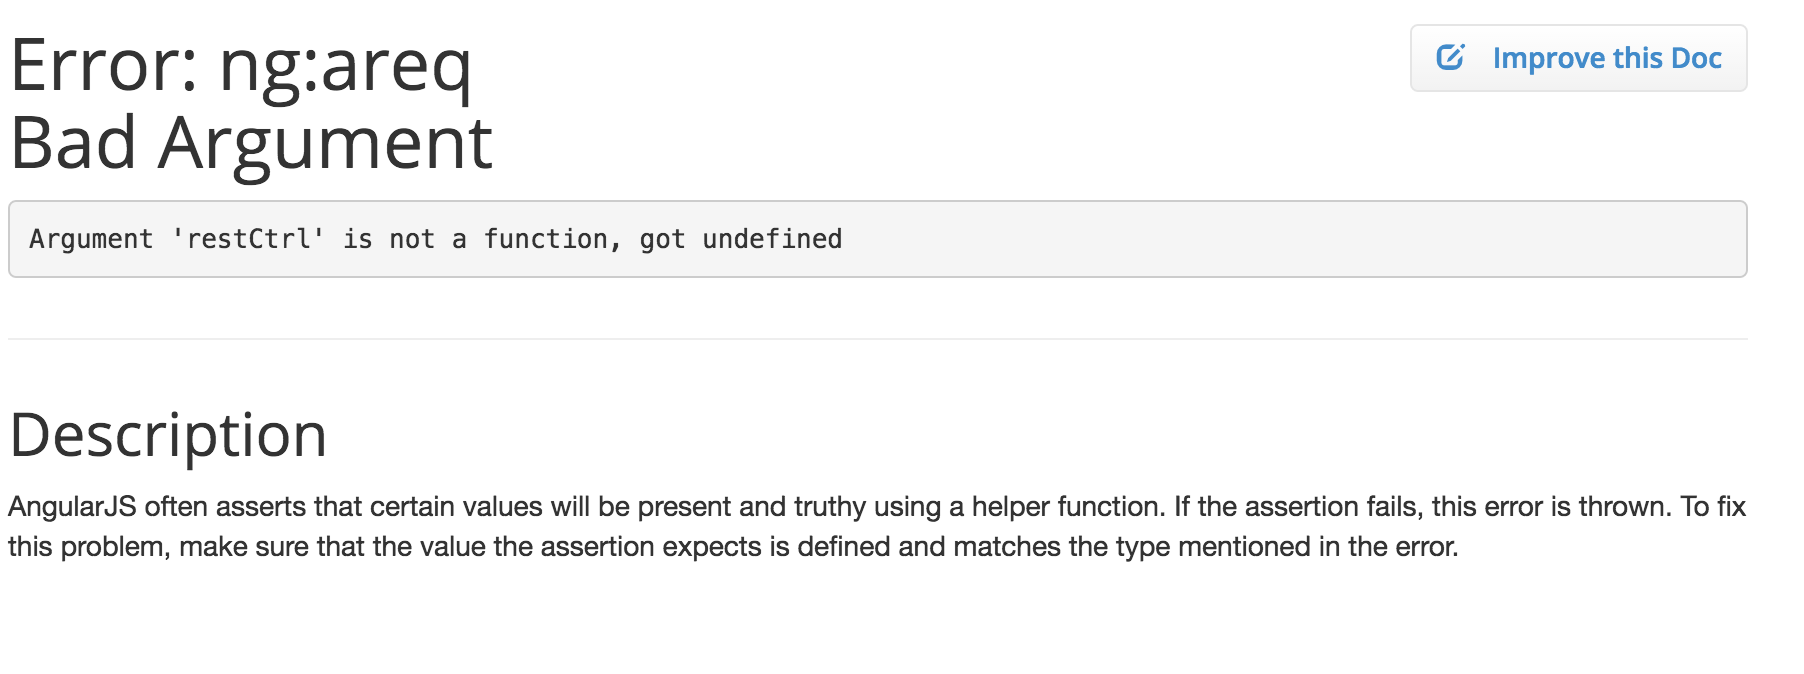 Error: ng:areq
Improve this Doc
Bad Argument
Argument 'restCtrl' is not a function, got undefined
Description
AngularJS often asserts that certain values will be present and truthy using a helper function. If the assertion fails, this error is thrown. To fix
this problem, make sure that the value the assertion expects is defined and matches the type mentioned in the error.